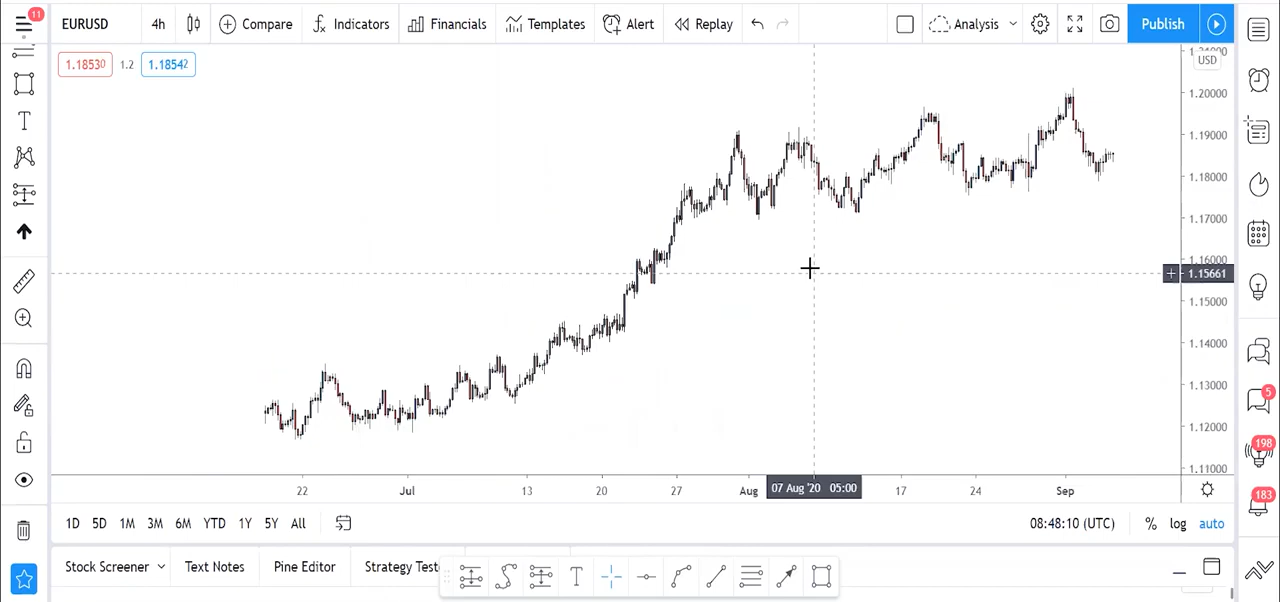 11
EURUSD 4h Compare Indicators Financials Templates Alert Replay Analysis Publish
1.18530 1.2 1.18542
USD
1.20000
1.19000
1.18000
1.17000
1.16000
1.15661
1.15000
1.14000
1.13000
1.12000
1.11000
22 Jul 13 20 27 Aug 07 Aug '20 05:00 17 24 Sep
1D 5D 1M 3M 6M YTD 1Y 5Y All 08:48:10 (UTC) % log auto
Stock Screener Text Notes Pine Editor Strategy Teste
T
T
5
198
183